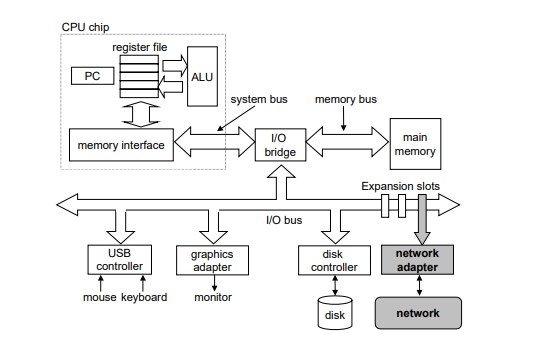 CPU chip
register file
PC
ALU
system bus
memory bus
memory interface
I/O
bridge
main
memory
Expansion slots
I/O bus
USB
controller
graphics
adapter
disk
controller
network
adapter
mouse keyboard
monitor
disk
network